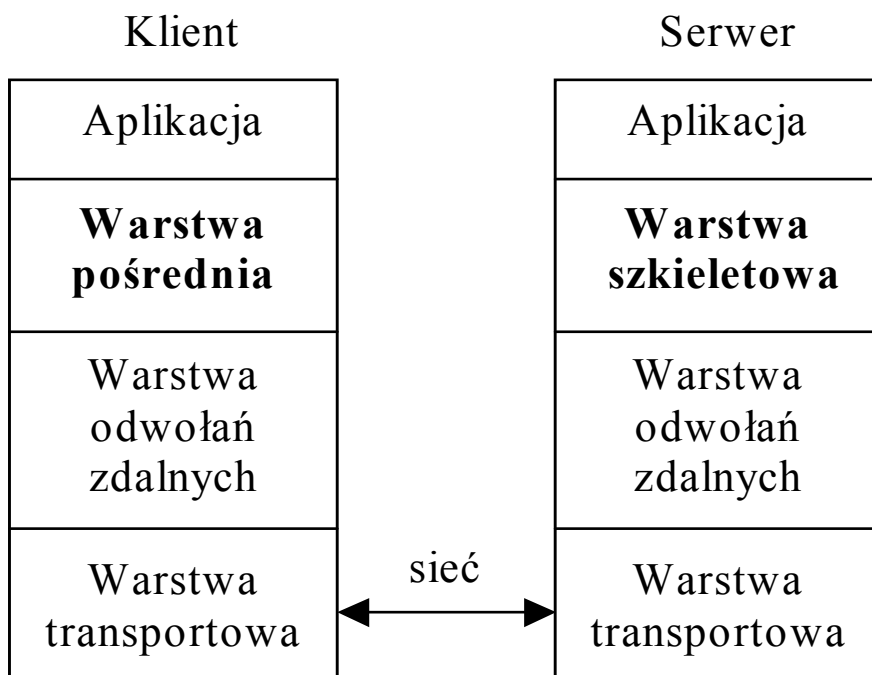 Klient
Aplikacja
Warstwa
pośrednia
Warstwa
odwołań
zdalnych
Warstwa
transportowa
sieć
Serwer
Aplikacja
Warstwa
szkieletowa
Warstwa
odwołań
zdalnych
Warstwa
transportowa